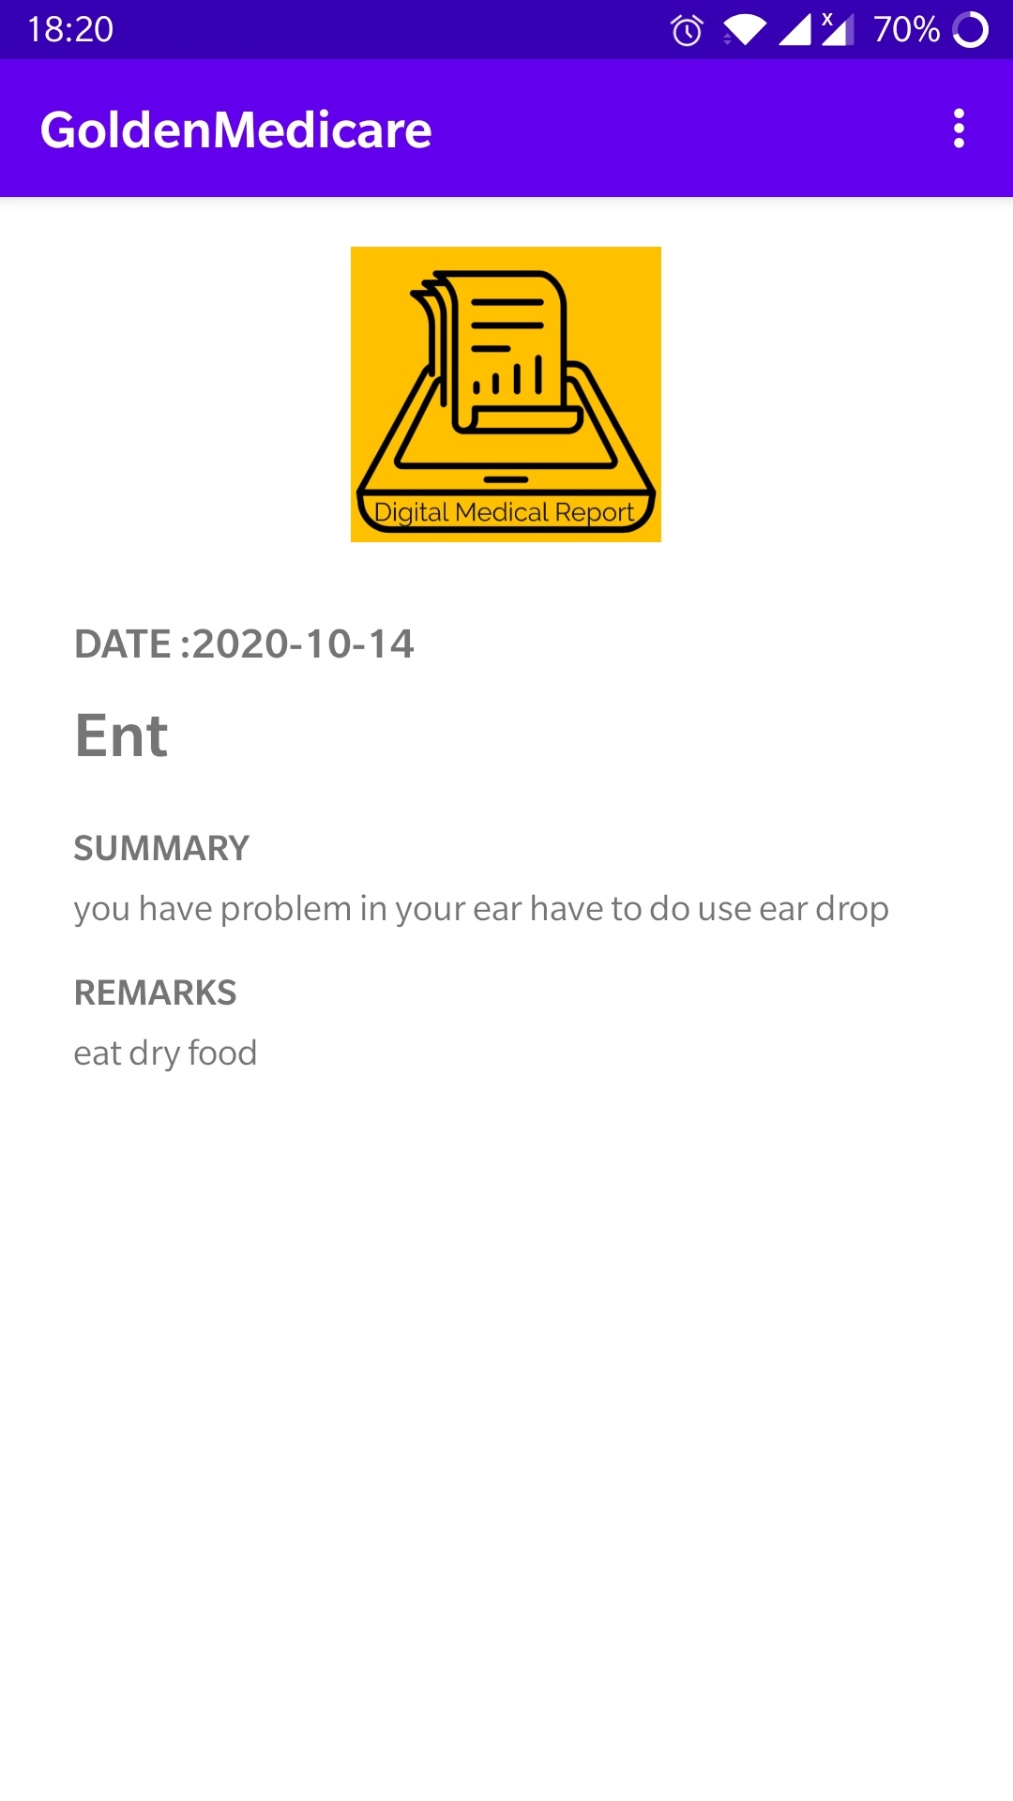 18:20
X
70%
GoldenMedicare
Digital Medical Report
DATE :2020-10-14
Ent
SUMMARY
you have problem in your ear have to do use ear drop
REMARKS
eat dry food